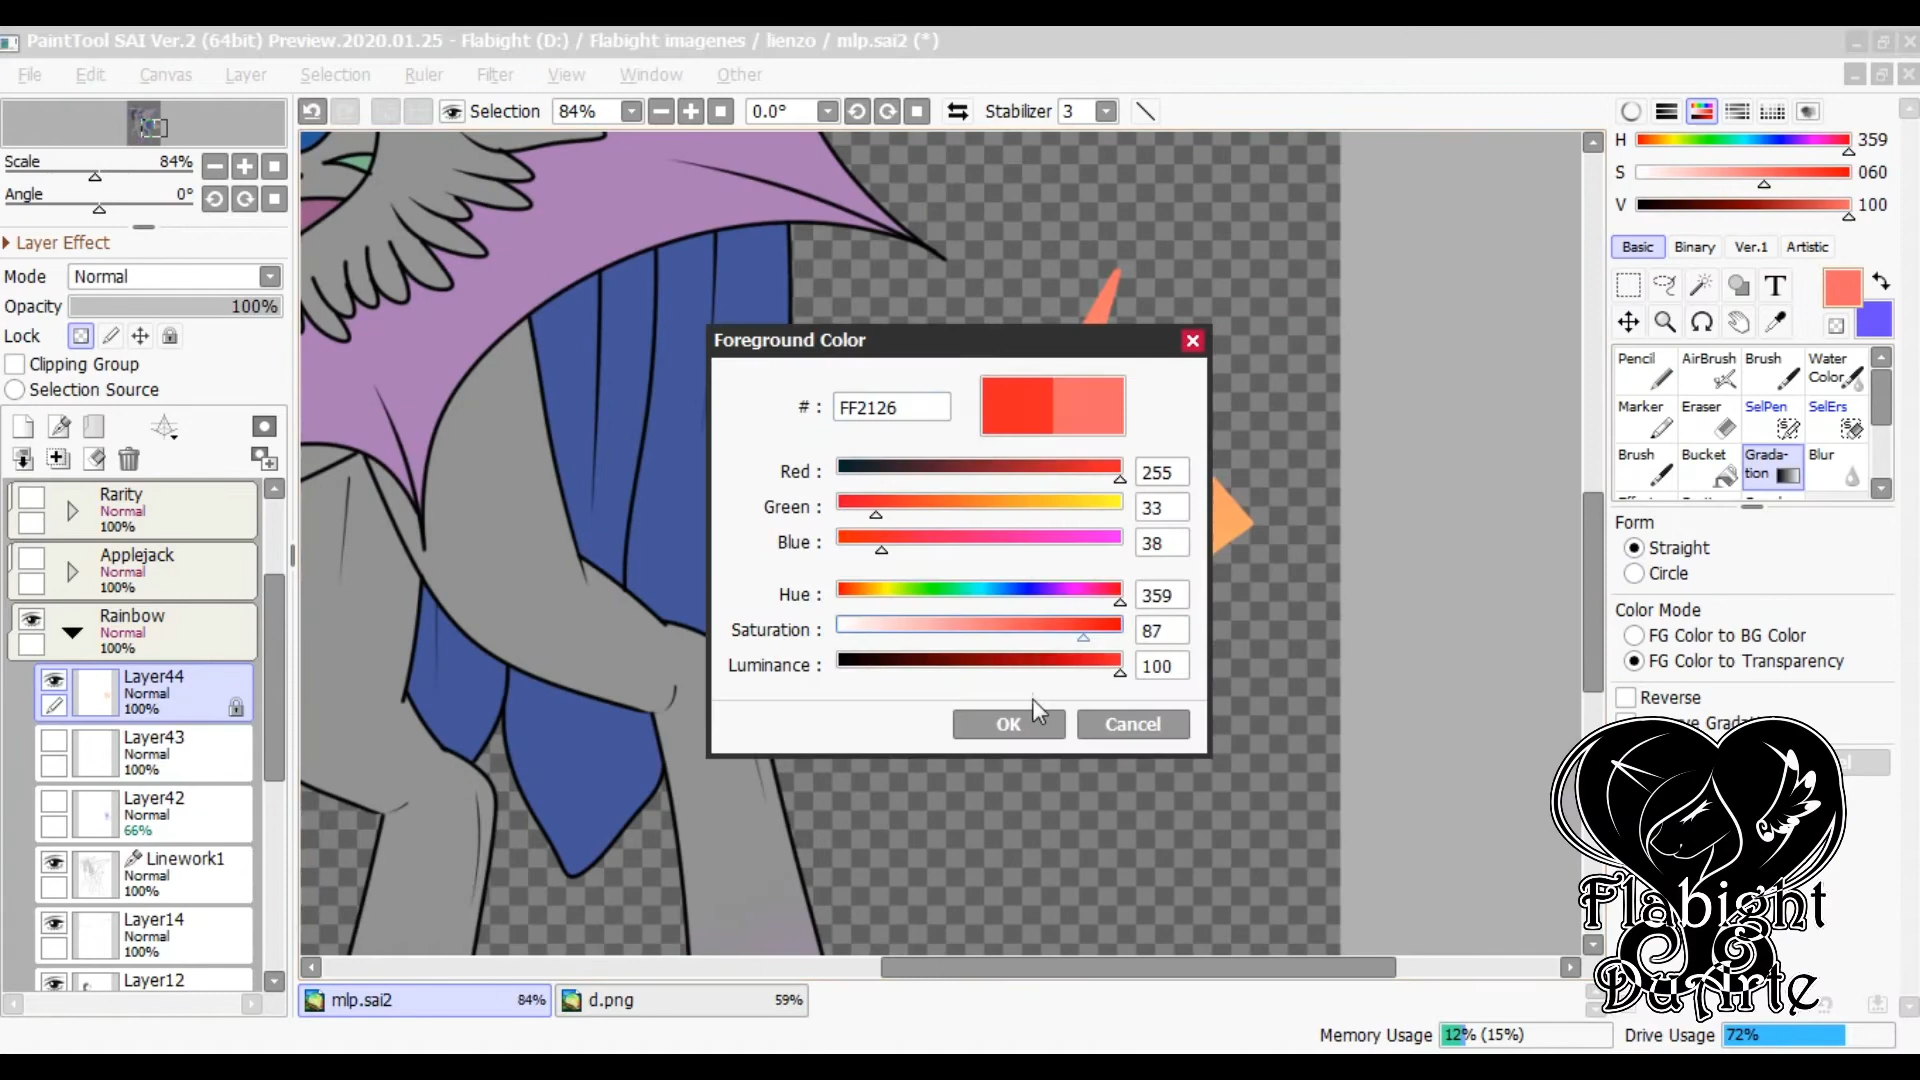 PaintTool SAI Ver.2 (64bit) Preview.2020.01.25 - Flabight (D:) / Flabight imagenes / lienzo / mlp.sai2 (*)
File Edit Canvas Layer Selection Ruler Filter View Window Other
Selection 84% 0.0° Stabilizer 3
Scale 84%
Angle 0°
Layer Effect
Mode Normal
Opacity 100%
Lock
Clipping Group
Selection Source
Rarity
Normal
100%
Applejack
Normal
100%
Rainbow
Normal
100%
Layer44
Normal
100%
Layer43
Normal
100%
Layer42
Normal
66%
Linework1
Normal
100%
Layer14
Normal
100%
Layer12
Foreground Color
# : FF2126
Red : 255
Green : 33
Blue : 38
Hue : 359
Saturation : 87
Luminance : 100
OK Cancel
H 359
S 060
V 100
Basic Binary Ver.1 Artistic
T
Pencil AirBrush Brush Water Color
Marker Eraser SelPen SelErs
Brush Bucket Grada-tion Blur
Form
Straight
Circle
Color Mode
FG Color to BG Color
FG Color to Transparency
Reverse
Flabight
DuArte
mlp.sai2 84% d.png 59%
Memory Usage 12% (15%) Drive Usage 72%